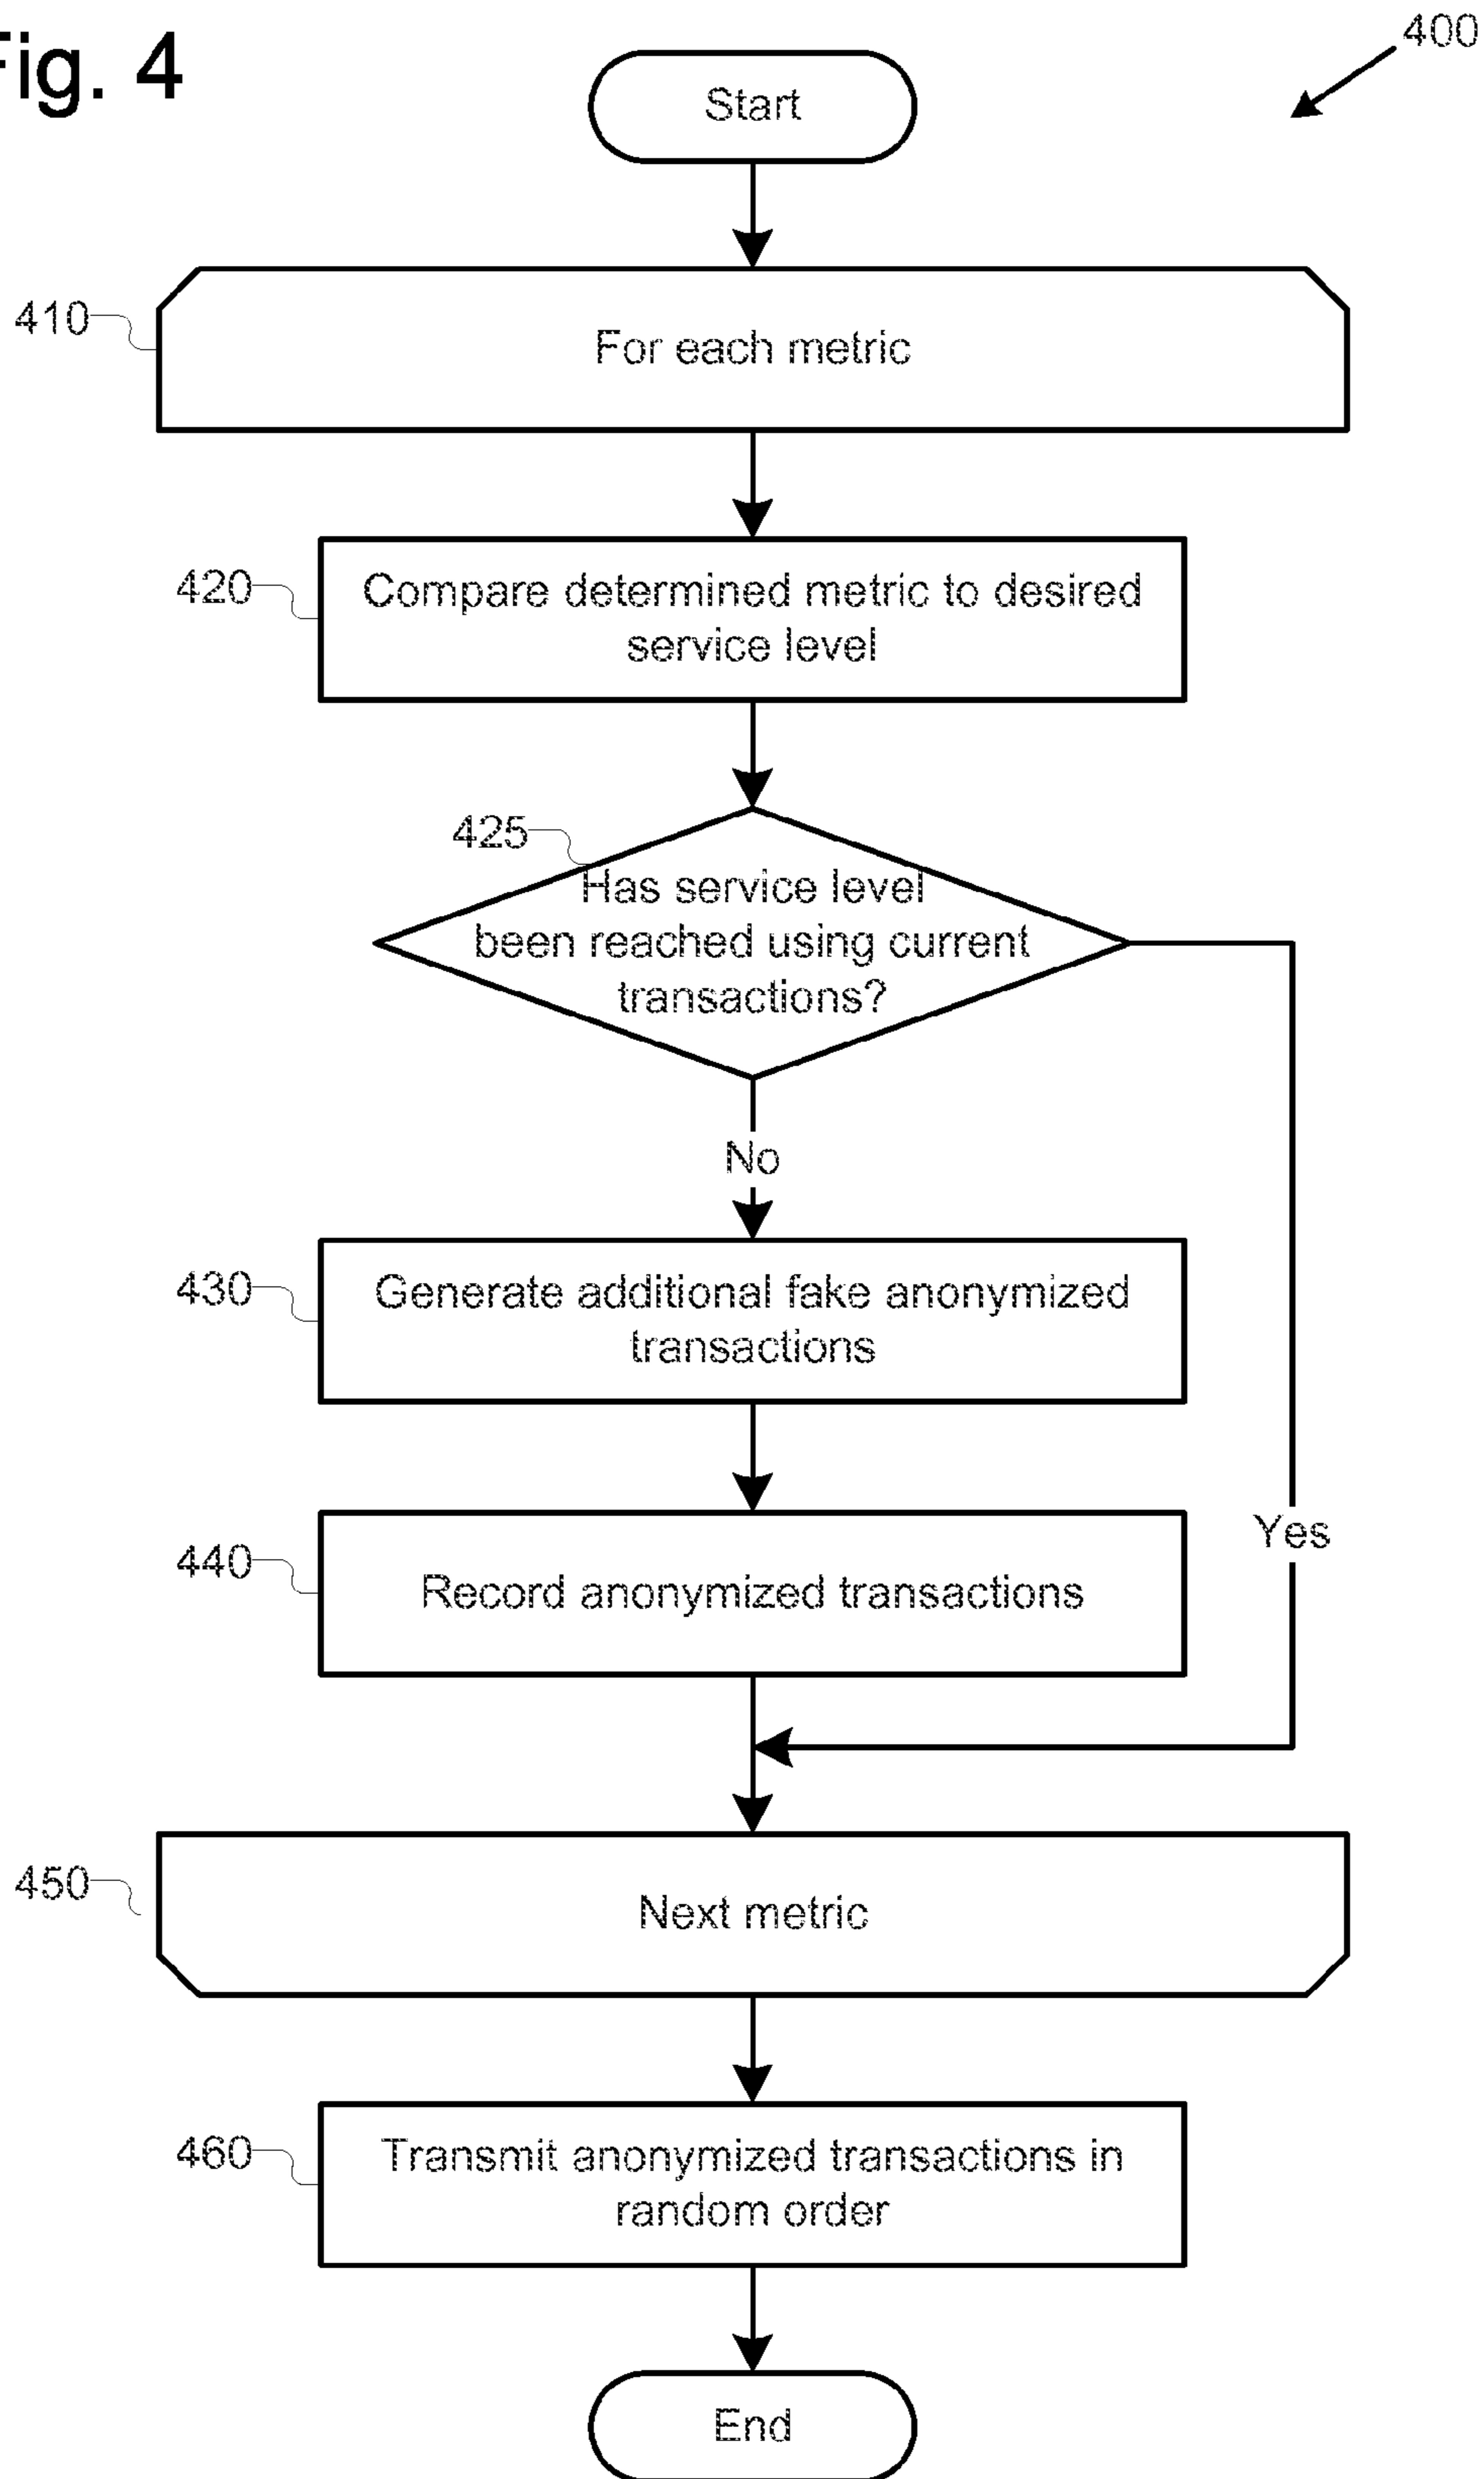 Fig. 4
400
Start
410
For each metric
420
Compare determined metric to desired
service level
425
Has service level
been reached using current
transactions?
No
430
Generate additional fake anonymized
transactions
440
Record anonymized transactions
Yes
450
Next metric
460
Transmit anonymized transactions in
random order
End